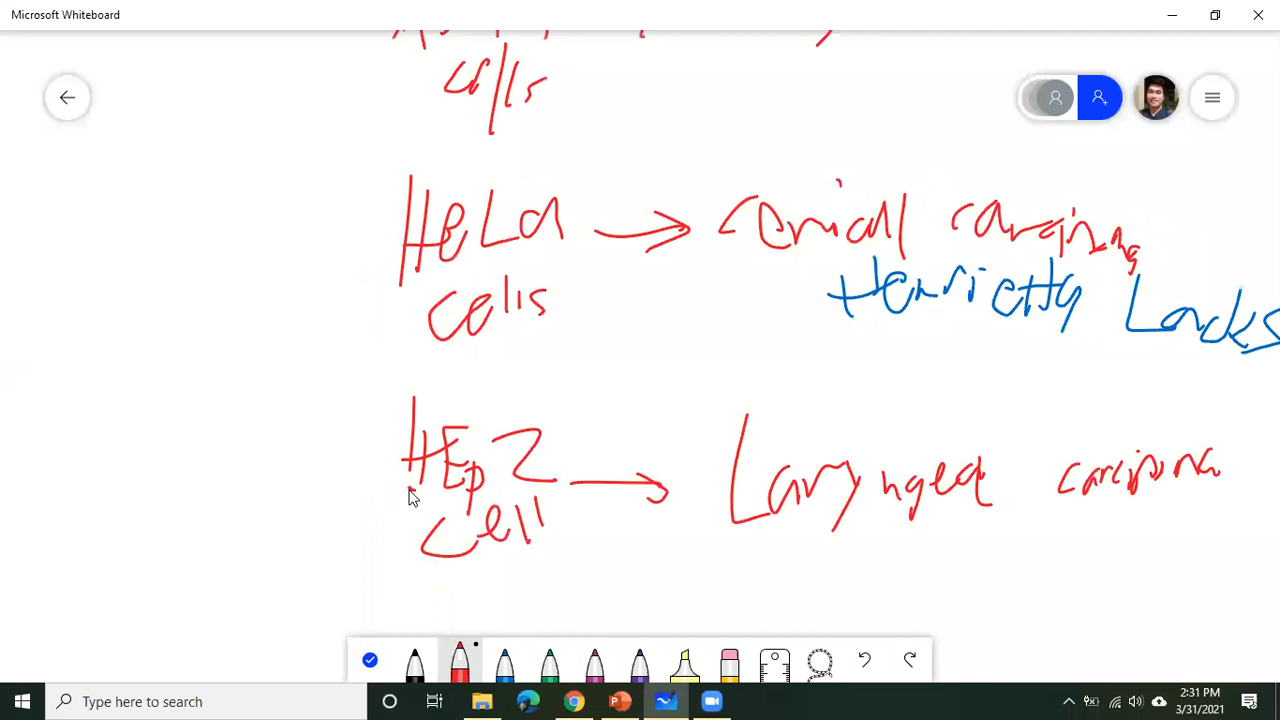 Microsoft Whiteboard
cells
HeLa → Cervical carcinoma
cells
Henrietta Lacks
HEp 2 → Laryngeal carcinoma
cell
Type here to search
2:31 PM
3/31/2021